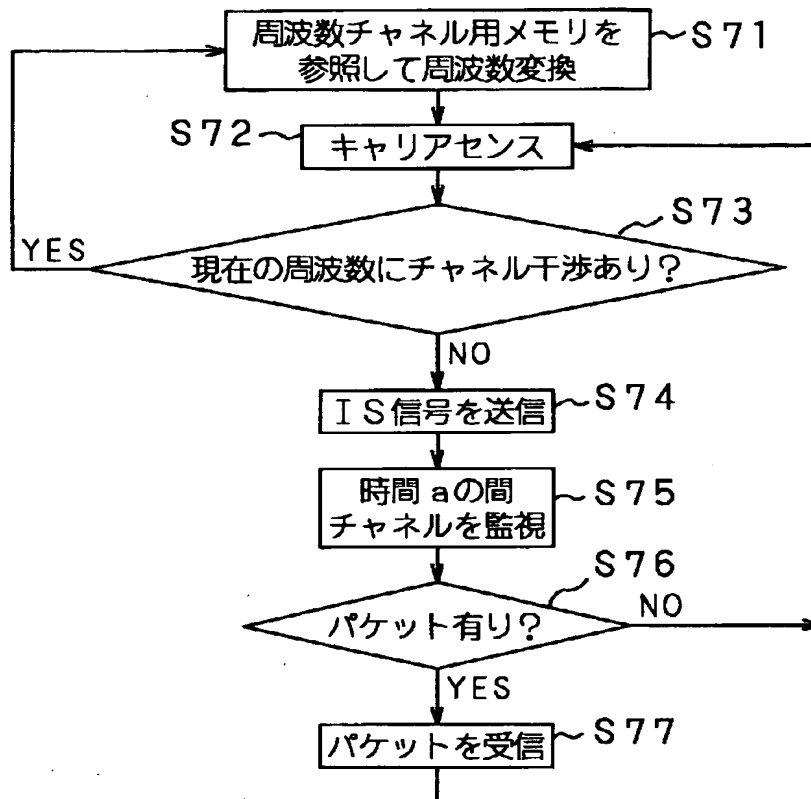 周波数チャネル用メモリを
参照して周波数変換
S71
S72
キャリアセンス
S73
YES
現在の周波数にチャネル干渉あり?
NO
IS信号を送信
S74
時間aの間
チャネルを監視
S75
S76
パケット有り?
NO
YES
パケットを受信
S77